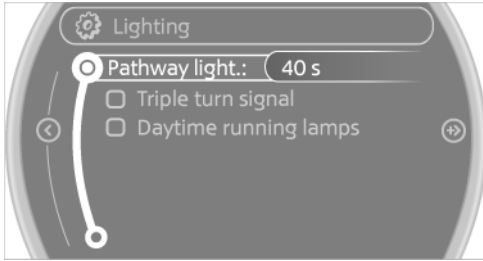 Lighting
Pathway light.: 40 s
Triple turn signal
Daytime running lamps